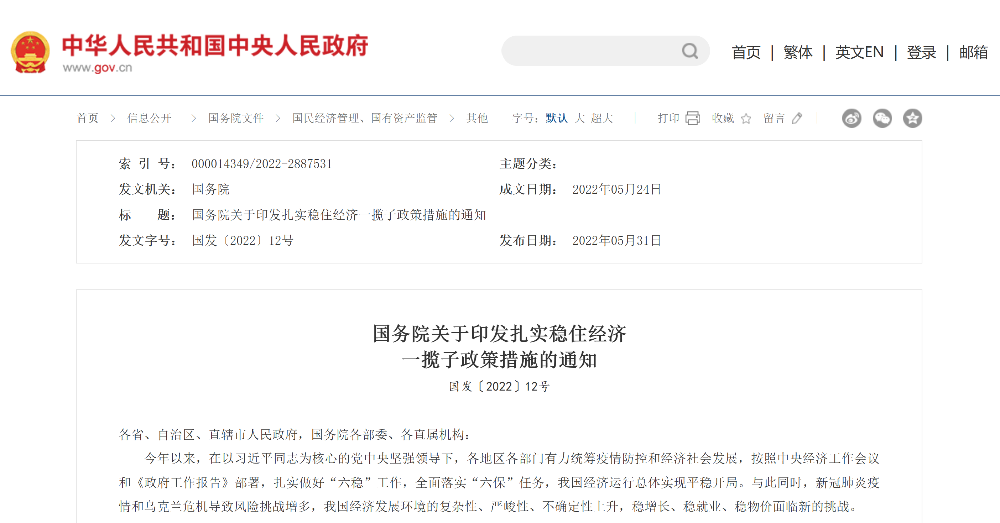 中华人民共和国中央人民政府
www.gov.cn
首页 | 繁体 | 英文EN | 登录 | 邮箱
首页 > 信息公开 > 国务院文件 > 国民经济管理、国有资产监管 > 其他 字号：默认 大 超大 | 打印 收藏 留言 |
索 引 号： 000014349/2022-2887531 主题分类：
发文机关： 国务院 成文日期： 2022年05月24日
标 题： 国务院关于印发扎实稳住经济一揽子政策措施的通知
发文字号： 国发〔2022〕12号 发布日期： 2022年05月31日
国务院关于印发扎实稳住经济
一揽子政策措施的通知
国发〔2022〕12号
各省、自治区、直辖市人民政府，国务院各部委、各直属机构：
今年以来，在以习近平同志为核心的党中央坚强领导下，各地区各部门有力统筹疫情防控和经济社会发展，按照中央经济工作会议
和《政府工作报告》部署，扎实做好“六稳”工作，全面落实“六保”任务，我国经济运行总体实现平稳开局。与此同时，新冠肺炎疫
情和乌克兰危机导致风险挑战增多，我国经济发展环境的复杂性、严峻性、不确定性上升，稳增长、稳就业、稳物价面临新的挑战。